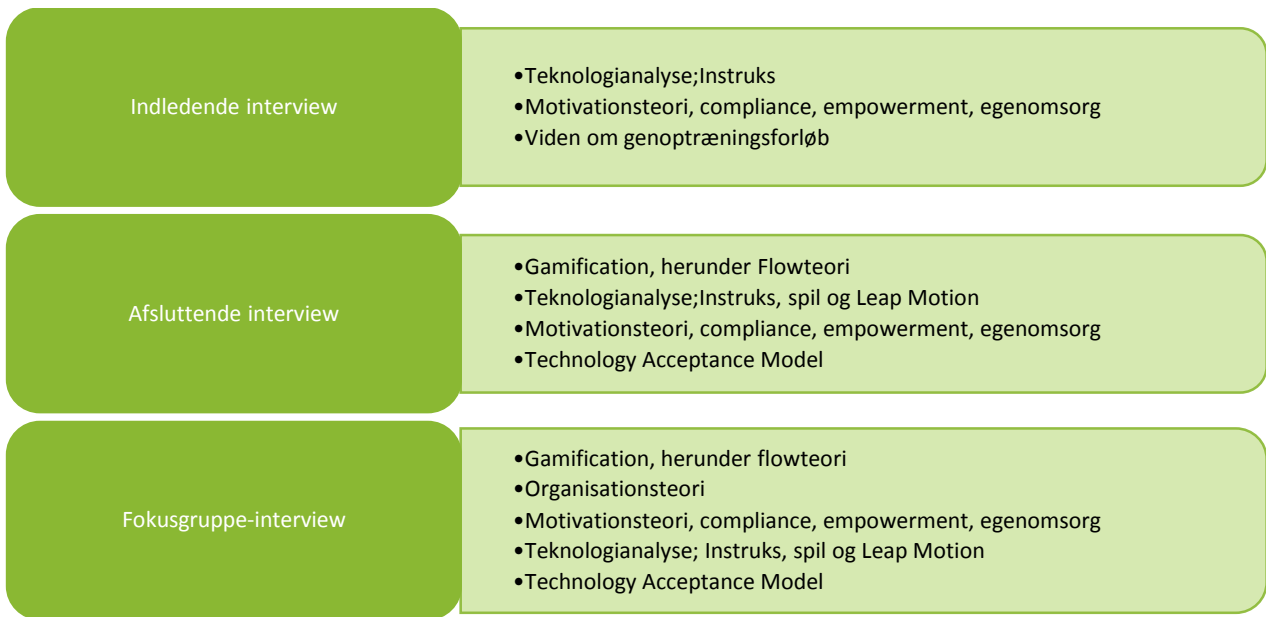 Indledende interview
•Teknologianalyse;Instruks
•Motivationsteori, compliance, empowerment, egenomsorg
•Viden om genoptræningsforløb
Afsluttende interview
•Gamification, herunder Flowteori
•Teknologianalyse;Instruks, spil og Leap Motion
•Motivationsteori, compliance, empowerment, egenomsorg
•Technology Acceptance Model
Fokusgruppe-interview
•Gamification, herunder flowteori
•Organisationsteori
•Motivationsteori, compliance, empowerment, egenomsorg
•Teknologianalyse; Instruks, spil og Leap Motion
•Technology Acceptance Model